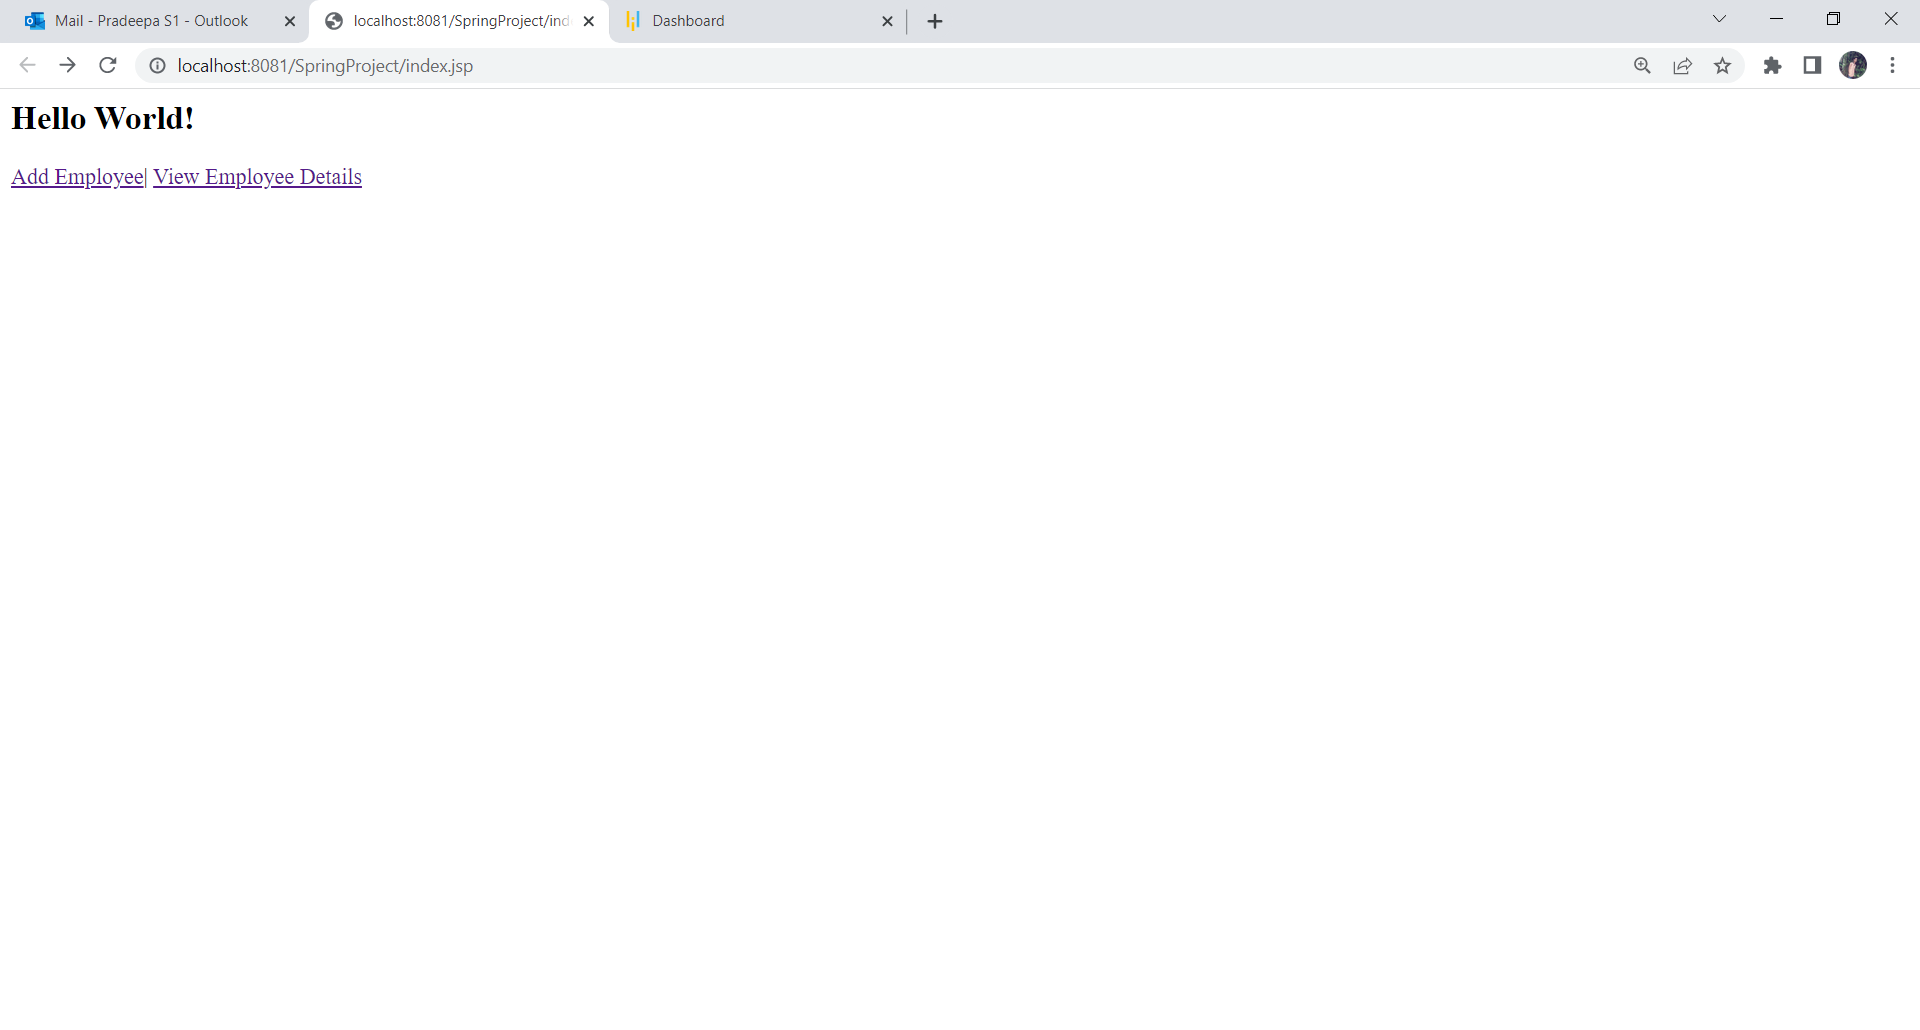 Mail - Pradeepa S1 - Outlook
localhost:8081/SpringProject/ind
Dashboard
localhost:8081/SpringProject/index.jsp
Hello World!
Add Employee| View Employee Details